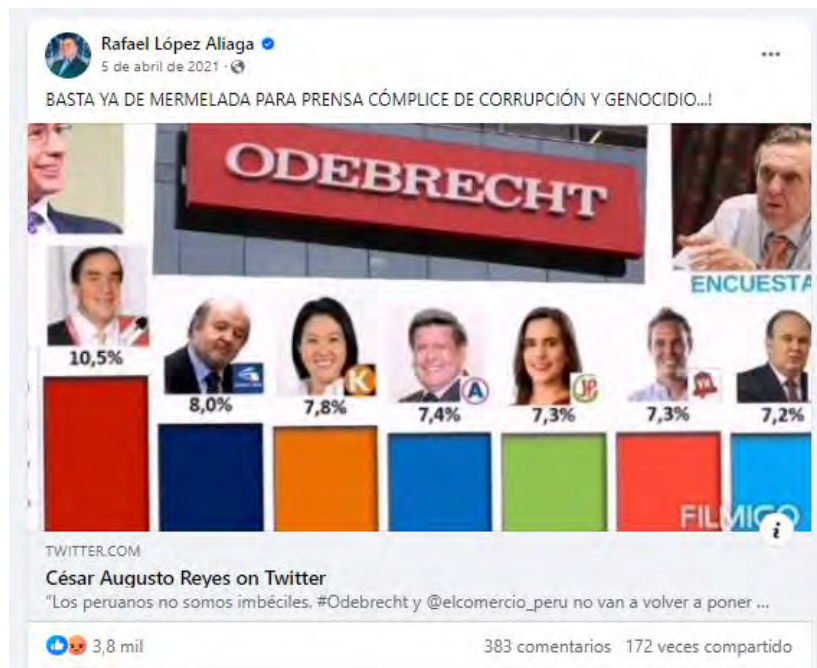 Rafael López Aliaga
5 de abril de 2021 ·
BASTA YA DE MERMELADA PARA PRENSA CÓMPLICE DE CORRUPCIÓN Y GENOCIDIO...!
ODEBRECHT
ENCUESTA
10,5%
8,0%
K
7,8%
A
7,4%
JP
7,3%
7,3%
7,2%
FILMIGO
i
TWITTER.COM
César Augusto Reyes on Twitter
"Los peruanos no somos imbéciles. #Odebrecht y @elcomercio_peru no van a volver a poner ...
3,8 mil
383 comentarios 172 veces compartido